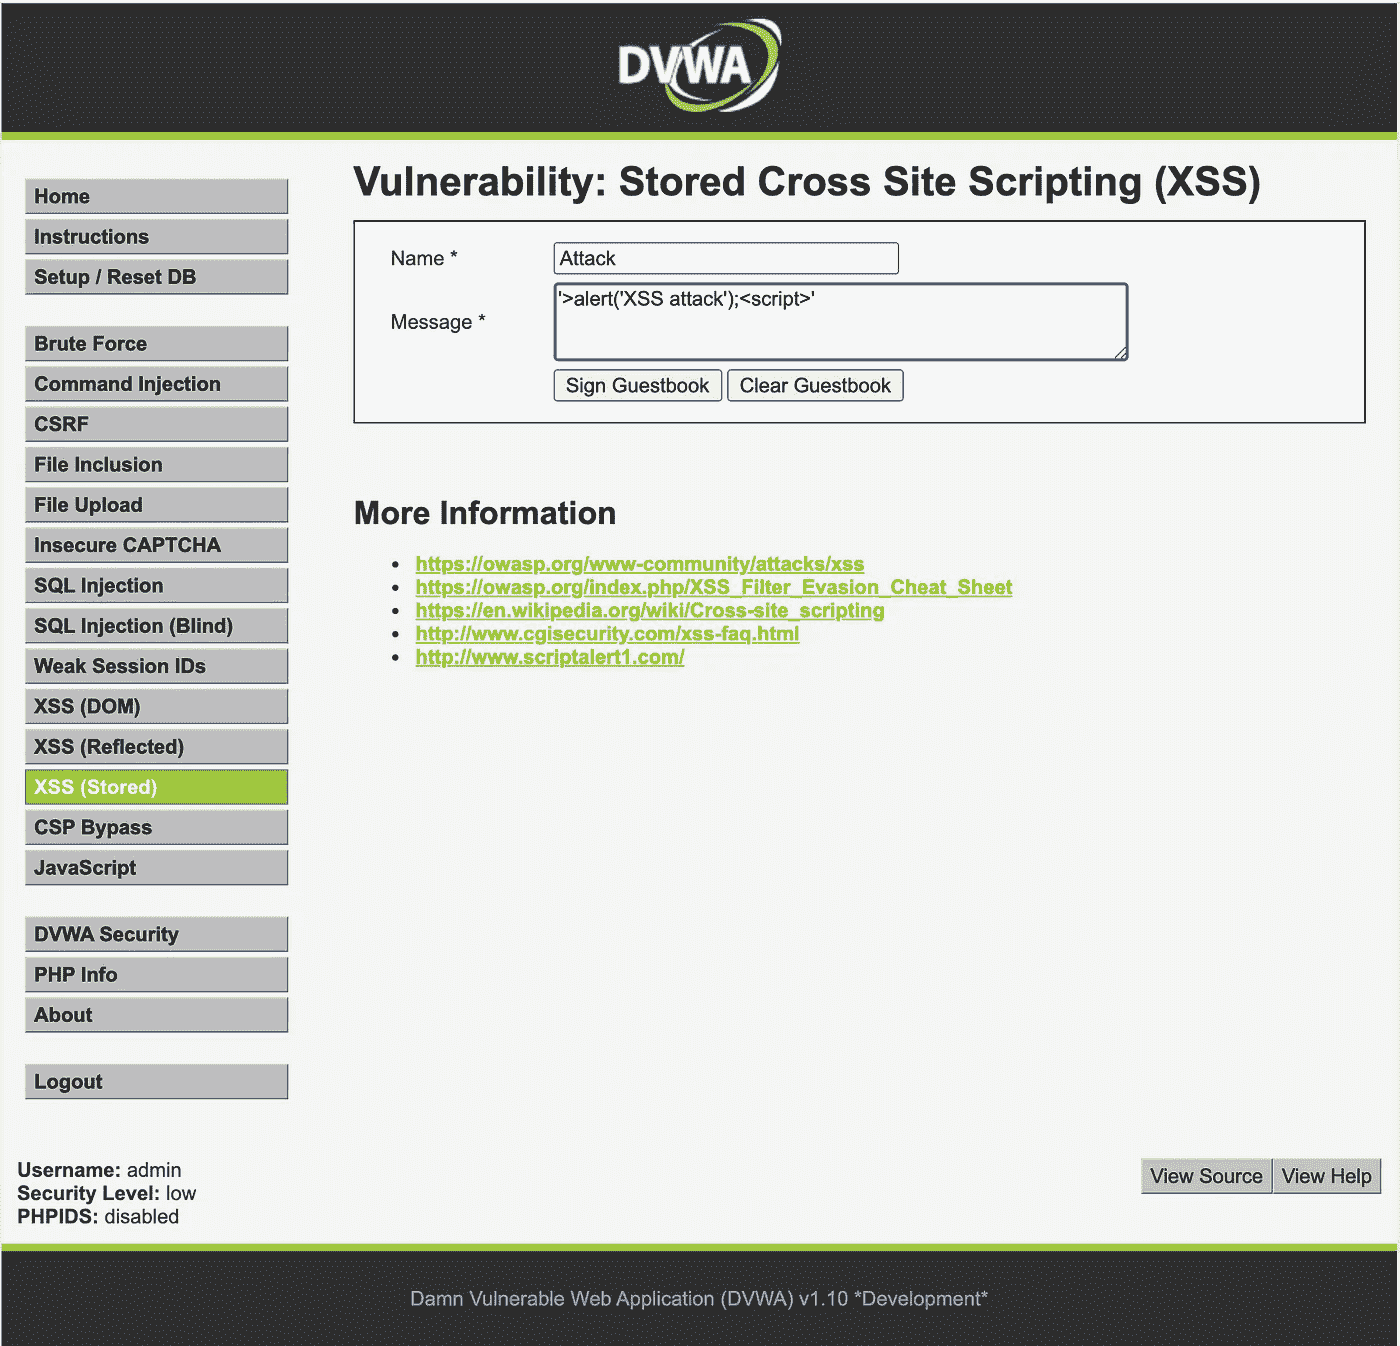 DVWA
Home
Instructions
Setup / Reset DB
Brute Force
Command Injection
CSRF
File Inclusion
File Upload
Insecure CAPTCHA
SQL Injection
SQL Injection (Blind)
Weak Session IDs
XSS (DOM)
XSS (Reflected)
XSS (Stored)
CSP Bypass
JavaScript
DVWA Security
PHP Info
About
Logout
Vulnerability: Stored Cross Site Scripting (XSS)
Name * Attack
Message * '>alert('XSS attack');<script>'
Sign Guestbook Clear Guestbook
More Information
• https://owasp.org/www-community/attacks/xss
• https://owasp.org/index.php/XSS_Filter_Evasion_Cheat_Sheet
• https://en.wikipedia.org/wiki/Cross-site_scripting
• http://www.cgisecurity.com/xss-faq.html
• http://www.scriptalert1.com/
Username: admin
Security Level: low
PHPIDS: disabled
View Source View Help
Damn Vulnerable Web Application (DVWA) v1.10 *Development*